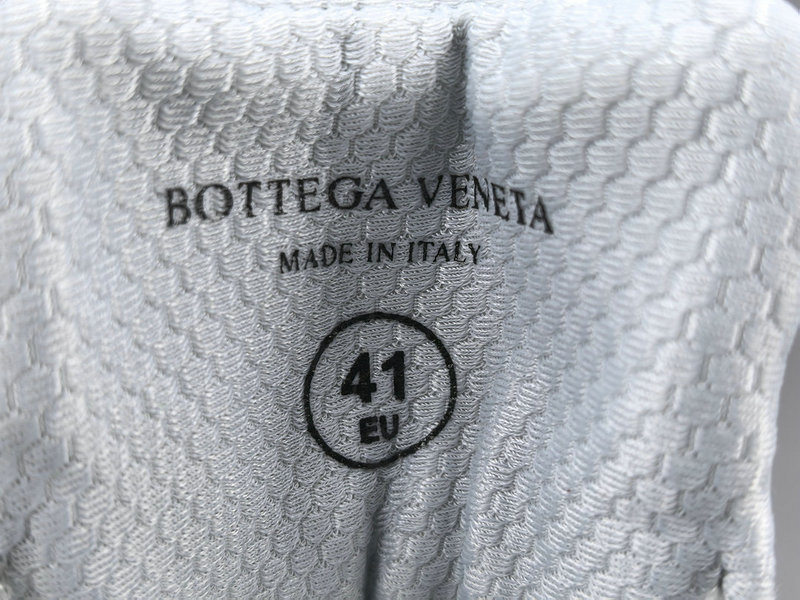 BOTTEGA VENETA
MADE IN ITALY
41
EU